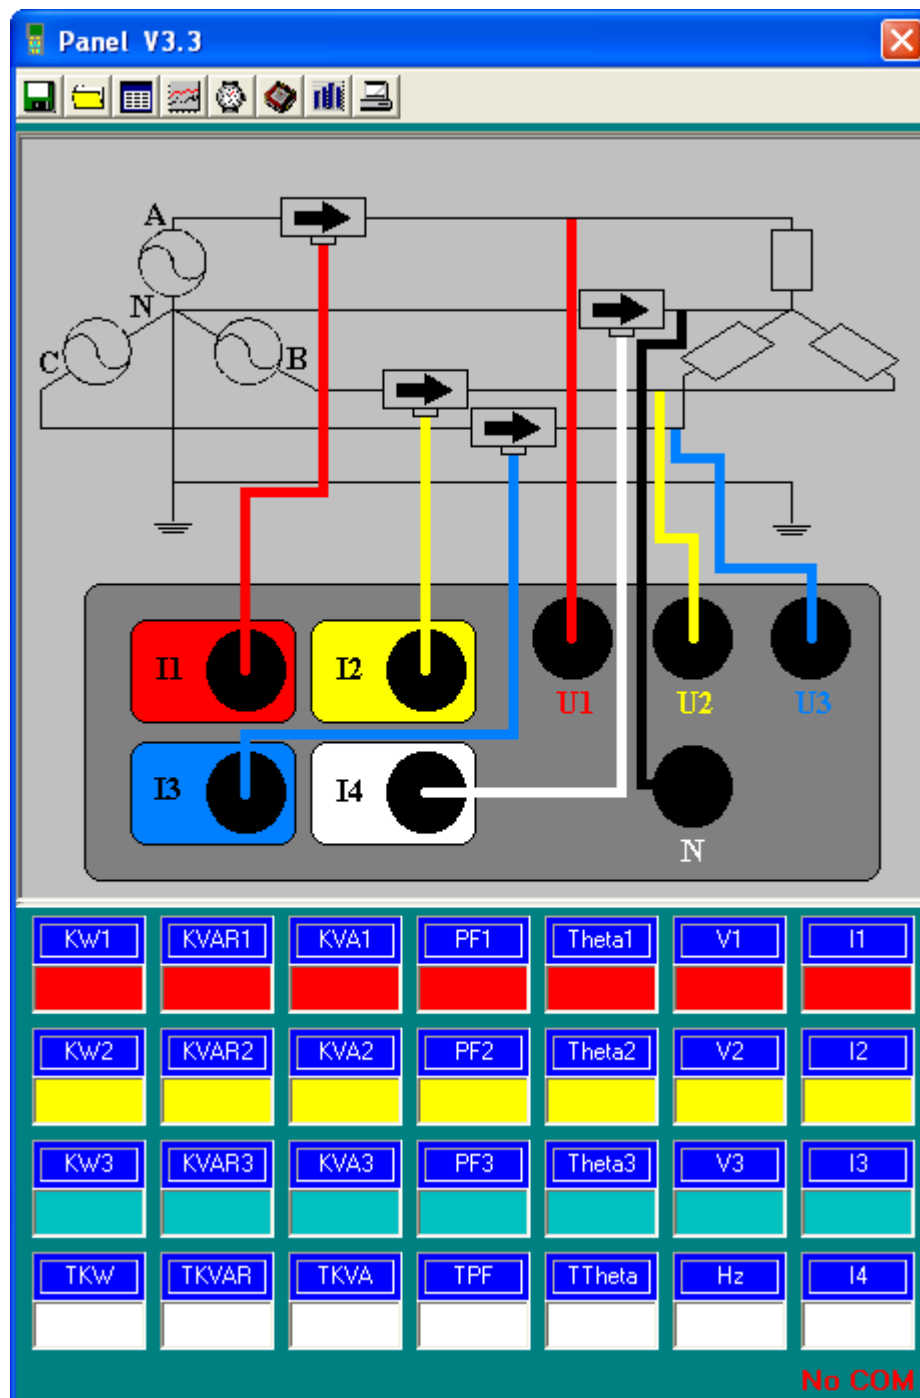 Panel V3.3
A
N
C
B
I1
I2
U1
U2
U3
I3
I4
N
KW1 KVAR1 KVA1 PF1 Theta1 V1 I1
KW2 KVAR2 KVA2 PF2 Theta2 V2 I2
KW3 KVAR3 KVA3 PF3 Theta3 V3 I3
TKW TKVAR TKVA TPF TTheta Hz I4
No COM